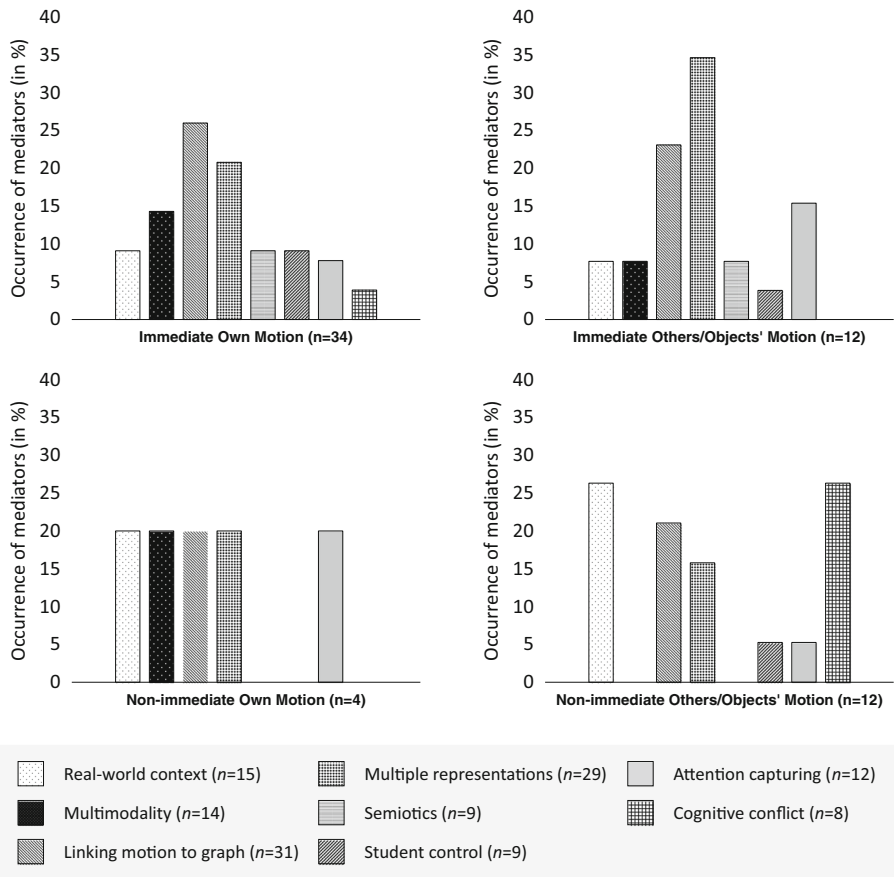 Occurrence of mediators (in %)
40
35
30
25
20
15
10
5
0
Immediate Own Motion (n=34)
Occurrence of mediators (in %)
40
35
30
25
20
15
10
5
0
Immediate Others/Objects' Motion (n=12)
Occurrence of mediators (in %)
40
35
30
25
20
15
10
5
0
Non-immediate Own Motion (n=4)
Occurrence of mediators (in %)
40
35
30
25
20
15
10
5
0
Non-immediate Others/Objects' Motion (n=12)
Real-world context (n=15)
Multimodality (n=14)
Linking motion to graph (n=31)
Multiple representations (n=29)
Semiotics (n=9)
Student control (n=9)
Attention capturing (n=12)
Cognitive conflict (n=8)